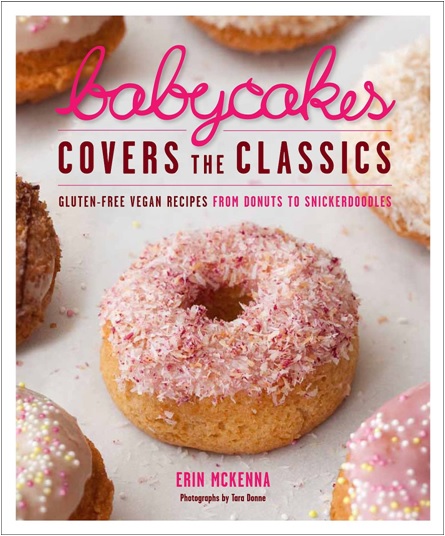 babycakes
COVERS THE CLASSICS
GLUTEN-FREE VEGAN RECIPES FROM DONUTS TO SNICKERDOODLES
ERIN MCKENNA
Photographs by Tara Donne